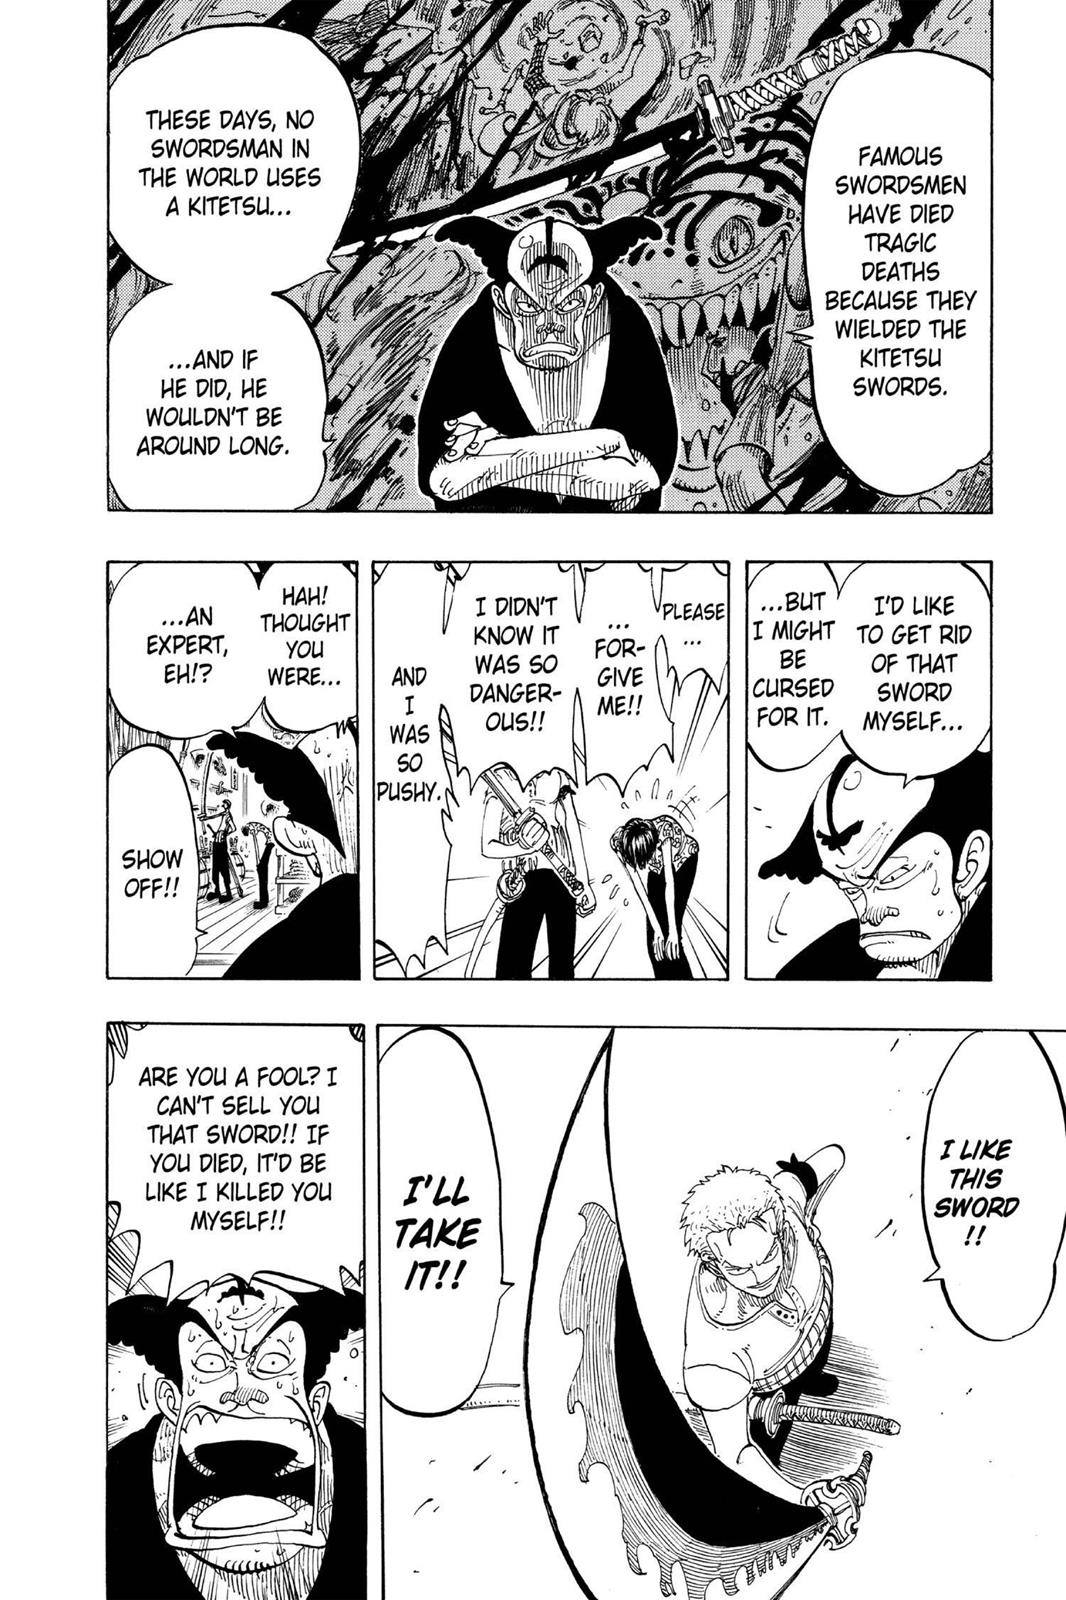 FAMOUS
SWORDSMEN
HAVE DIED
TRAGIC
DEATHS
BECAUSE THEY
WIELDED THE
KITETSU
SWORDS.
THESE DAYS, NO
SWORDSMAN IN
THE WORLD USES
A KITETSU...
...AND IF
HE DID, HE
WOULDN'T BE
AROUND LONG.
I'D LIKE
TO GET RID
OF THAT
SWORD
MYSELF...
...BUT
I MIGHT
BE
CURSED
FOR IT.
PLEASE
...
...
FOR-
GIVE
ME!!
I DIDN'T
KNOW IT
WAS SO
DANGER-
OUS!!
AND
I
WAS
SO
PUSHY.
HAH!
THOUGHT
YOU
WERE...
...AN
EXPERT,
EH!?
SHOW
OFF!!
I LIKE
THIS
SWORD
!!
I'LL
TAKE
IT!!
ARE YOU A FOOL? I
CAN'T SELL YOU
THAT SWORD!! IF
YOU DIED, IT'D BE
LIKE I KILLED YOU
MYSELF!!